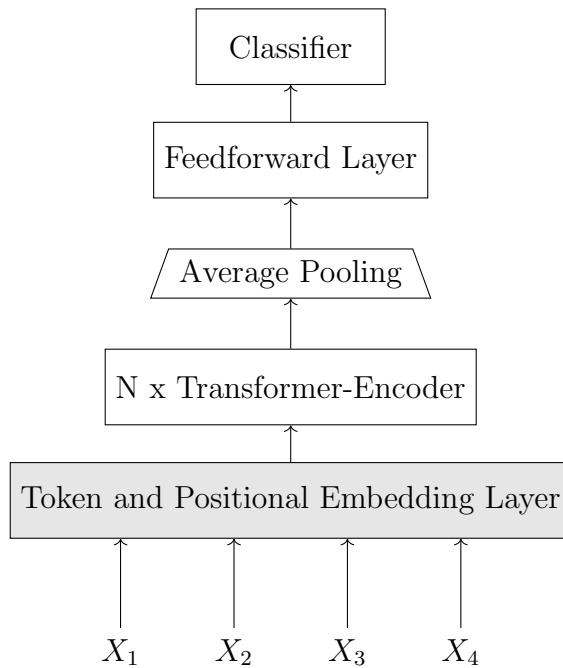 Classifier
Feedforward Layer
Average Pooling
N x Transformer-Encoder
Token and Positional Embedding Layer
X₁ X₂ X₃ X₄